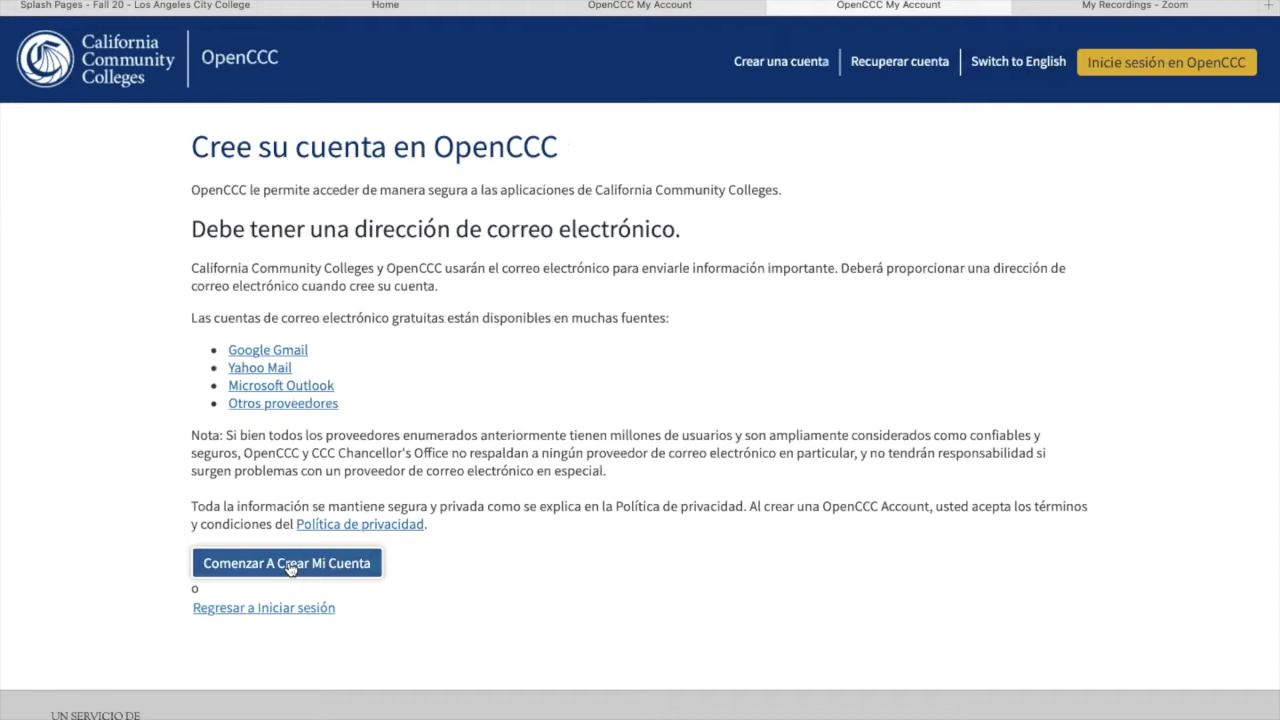 Splash Pages - Fall 20 - Los Angeles City College
Home
OpenCCC My Account
OpenCCC My Account
My Recordings - Zoom
California
Community
Colleges
OpenCCC
Crear una cuenta
Recuperar cuenta
Switch to English
Inicie sesión en OpenCCC
Cree su cuenta en OpenCCC
OpenCCC le permite acceder de manera segura a las aplicaciones de California Community Colleges.
Debe tener una dirección de correo electrónico.
California Community Colleges y OpenCCC usarán el correo electrónico para enviarle información importante. Deberá proporcionar una dirección de
correo electrónico cuando cree su cuenta.
Las cuentas de correo electrónico gratuitas están disponibles en muchas fuentes:
Google Gmail
Yahoo Mail
Microsoft Outlook
Otros proveedores
Nota: Si bien todos los proveedores enumerados anteriormente tienen millones de usuarios y son ampliamente considerados como confiables y
seguros, OpenCCC y CCC Chancellor's Office no respaldan a ningún proveedor de correo electrónico en particular, y no tendrán responsabilidad si
surgen problemas con un proveedor de correo electrónico en especial.
Toda la información se mantiene segura y privada como se explica en la Política de privacidad. Al crear una OpenCCC Account, usted acepta los términos
y condiciones del Política de privacidad.
Comenzar A Crear Mi Cuenta
o
Regresar a Iniciar sesión
UN SERVICIO DE